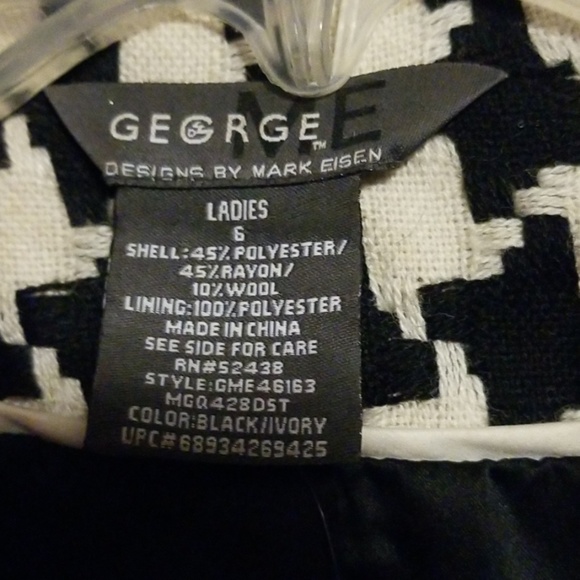 ME
GEORGE™
DESIGNS BY MARK EISEN
LADIES
6
SHELL:45% POLYESTER/
45% RAYON/
10% WOOL
LINING:100% POLYESTER
MADE IN CHINA
SEE SIDE FOR CARE
RN#52438
STYLE:GME46163
MGQ428DST
COLOR:BLACK/IVORY
UPC#68934269425